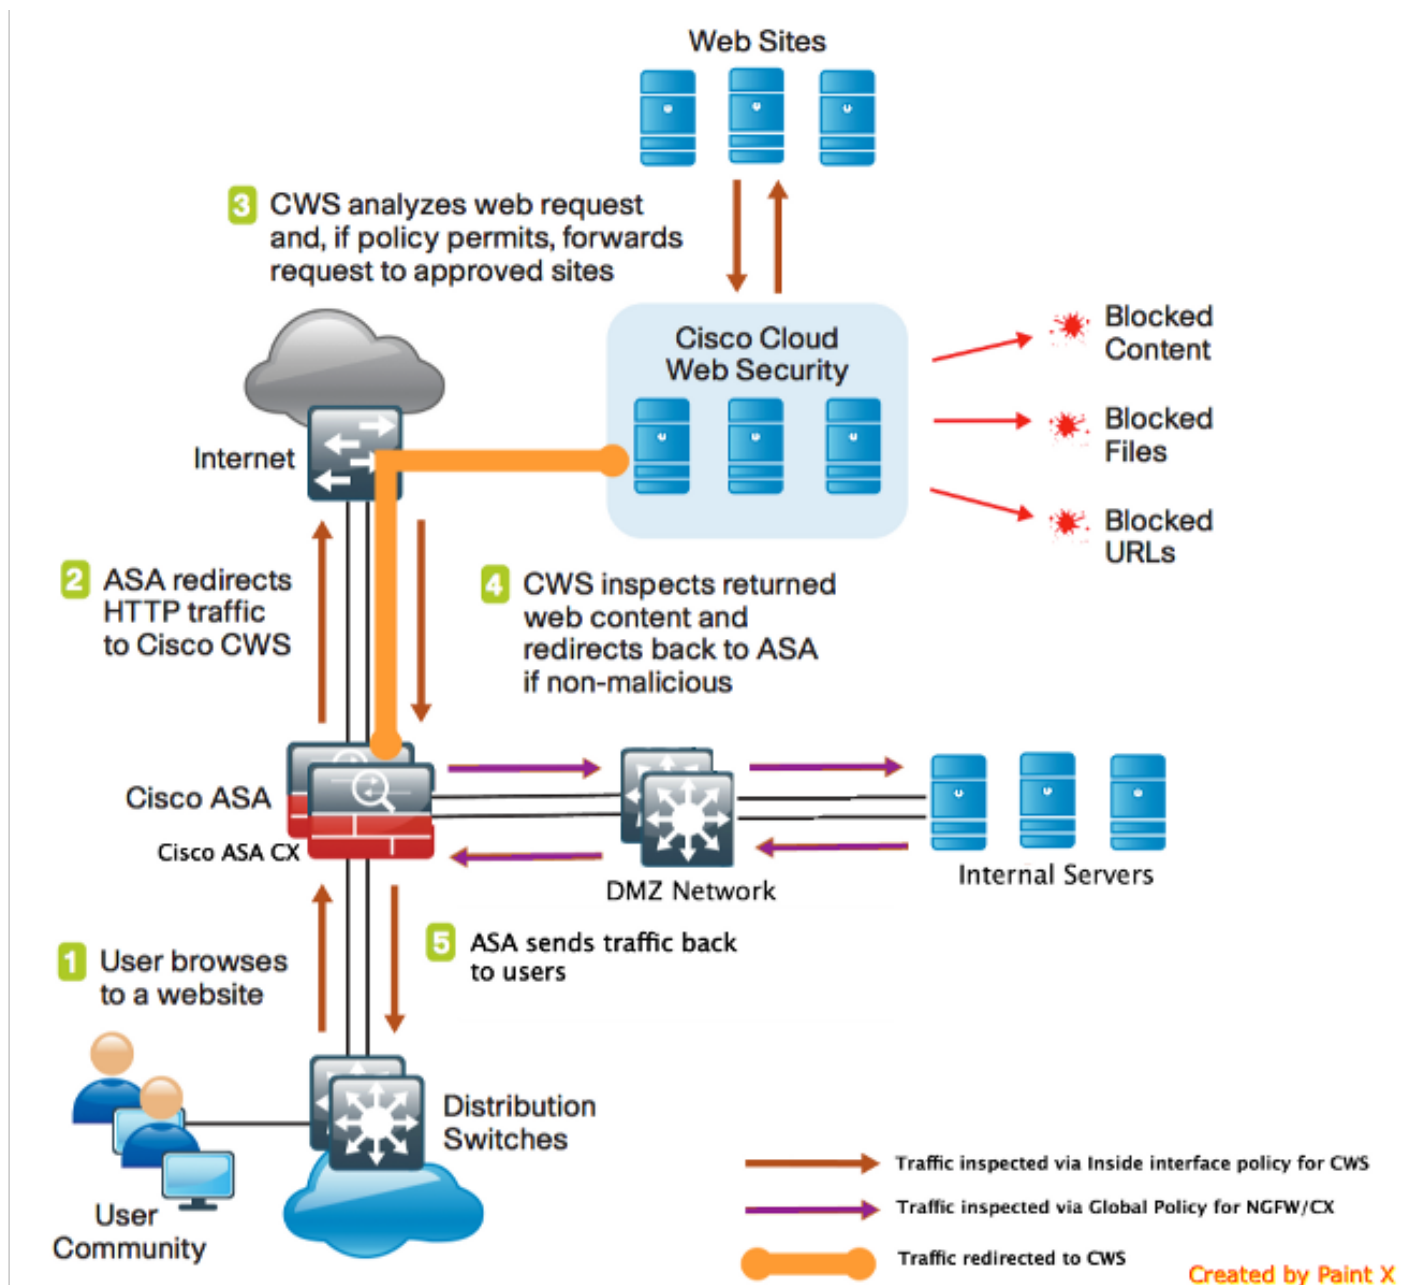 Web Sites
3 CWS analyzes web request
and, if policy permits, forwards
request to approved sites
Cisco Cloud
Web Security
Blocked
Content
Blocked
Files
Blocked
URLs
Internet
2 ASA redirects
HTTP traffic
to Cisco CWS
4 CWS inspects returned
web content and
redirects back to ASA
if non-malicious
Cisco ASA
Cisco ASA CX
DMZ Network
Internal Servers
1 User browses
to a website
5 ASA sends traffic back
to users
Distribution
Switches
User
Community
Traffic inspected via Inside interface policy for CWS
Traffic inspected via Global Policy for NGFW/CX
Traffic redirected to CWS
Created by Paint X